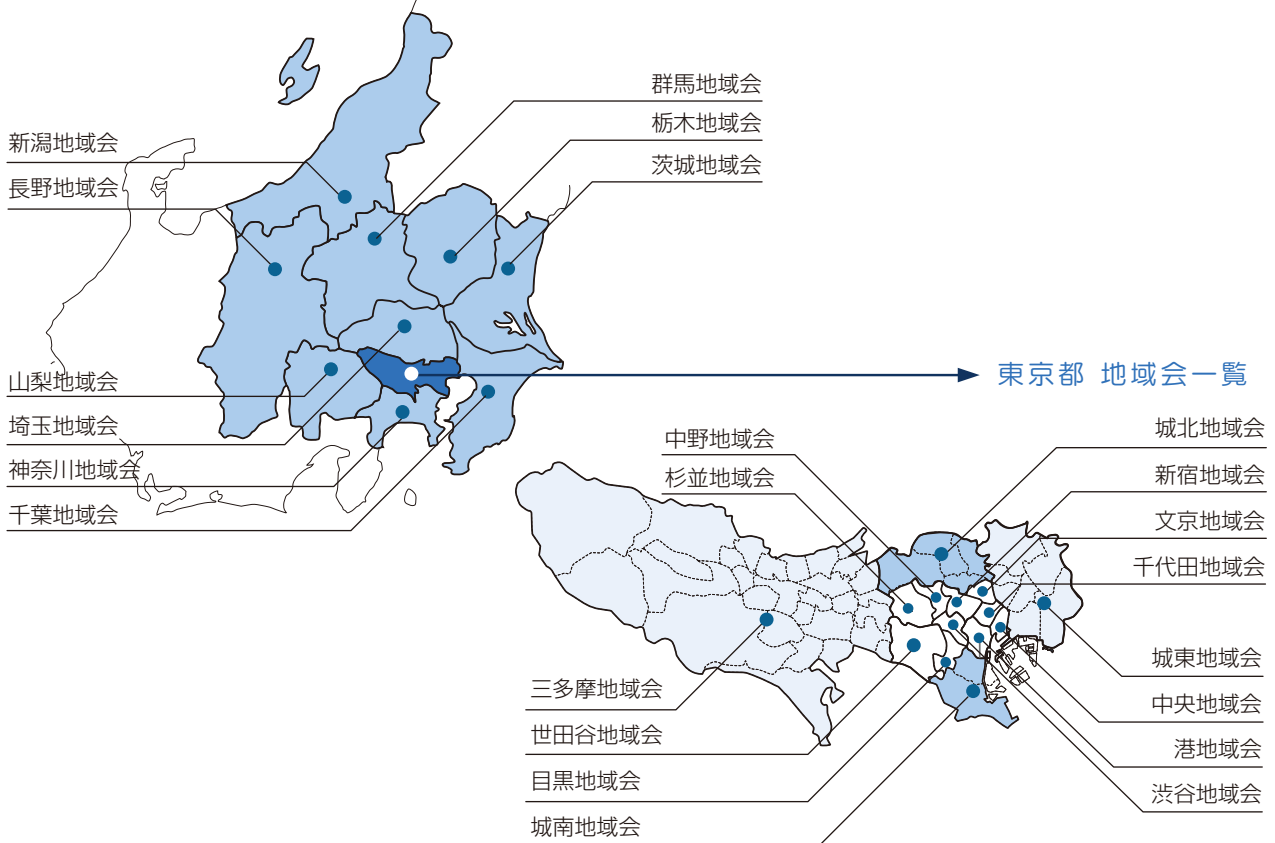 群馬地域会
栃木地域会
茨城地域会
新潟地域会
長野地域会
山梨地域会
埼玉地域会
神奈川地域会
千葉地域会
東京都 地域会一覧
中野地域会
杉並地域会
城北地域会
新宿地域会
文京地域会
千代田地域会
三多摩地域会
世田谷地域会
目黒地域会
城南地域会
城東地域会
中央地域会
港地域会
渋谷地域会